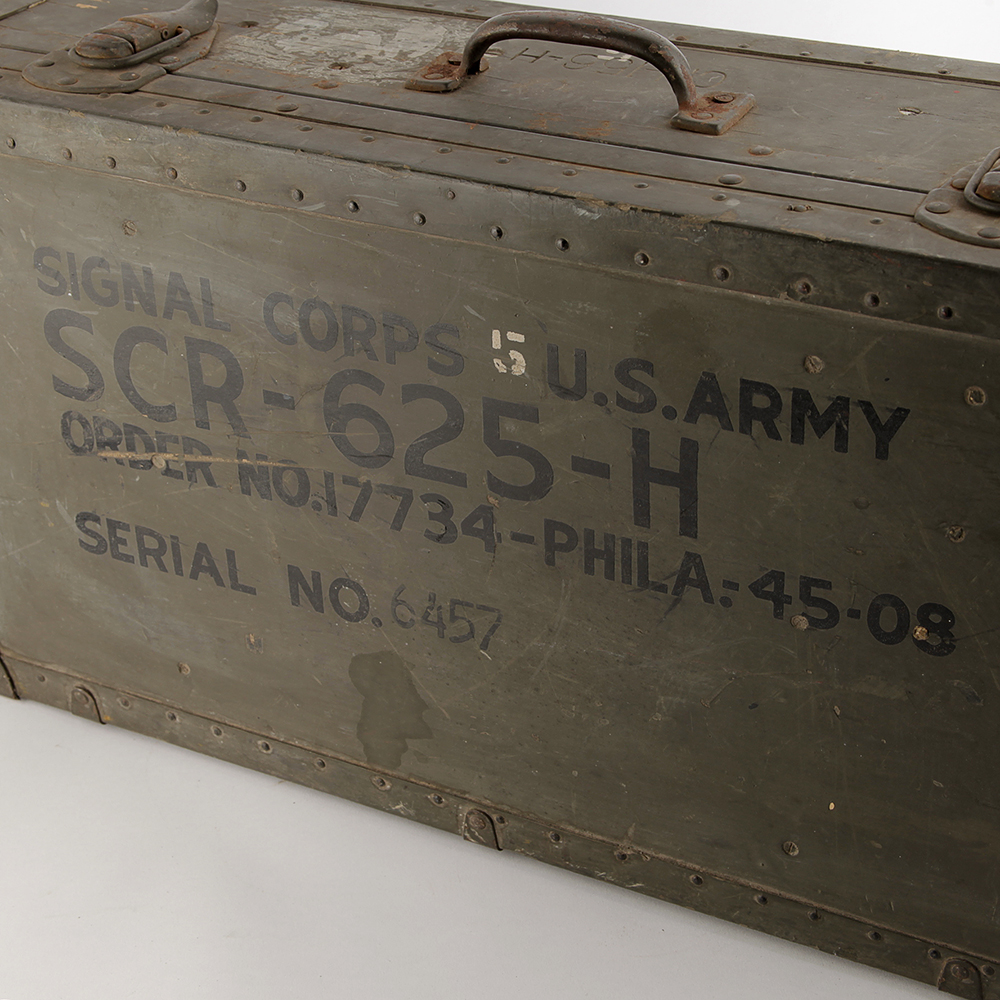 SIGNAL CORPS 5 U.S. ARMY
SCR-625-H
ORDER NO. 17734-PHILA.-45-08
SERIAL NO. 6457